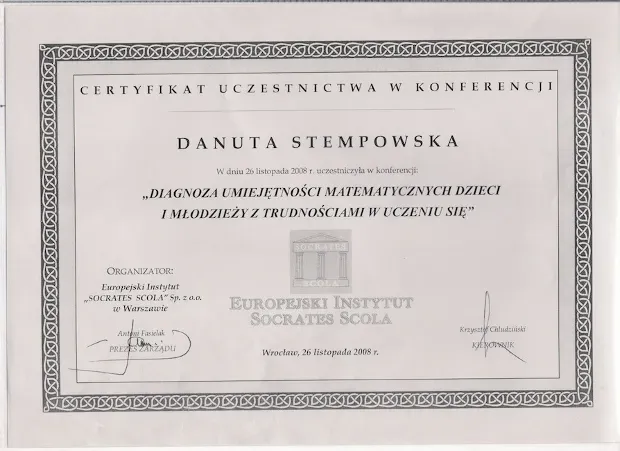 CERTYFIKAT UCZESTNICTWA W KONFERENCJI
DANUTA STEMPOWSKA
W dniu 26 listopada 2008 r. uczestniczyła w konferencji:
„DIAGNOZA UMIEJĘTNOŚCI MATEMATYCZNYCH DZIECI
I MŁODZIEŻY Z TRUDNOŚCIAMI W UCZENIU SIĘ”
SOCRATES
SCOLA
ORGANIZATOR:
Europejski Instytut
„SOCRATES SCOLA” Sp. z o.o.
w Warszawie
EUROPEJSKI INSTYTUT
SOCRATES SCOLA
Antoni Fasielak
PREZES ZARZĄDU
Krzysztof
KIEROWNIK
Wrocław, 26 listopada 2008 r.